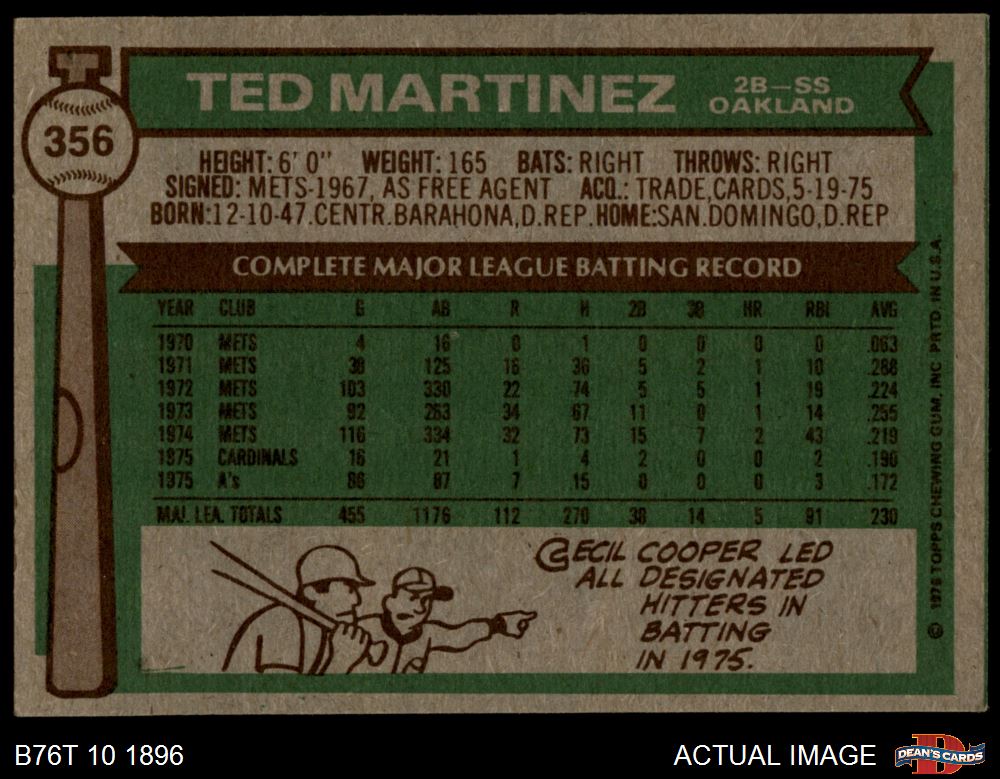 TED MARTINEZ
2B—SS
OAKLAND
356
HEIGHT: 6' 0" WEIGHT: 165 BATS: RIGHT THROWS: RIGHT
SIGNED: METS-1967, AS FREE AGENT ACQ.: TRADE,CARDS,5-19-75
BORN:12-10-47.CENTR.BARAHONA,D.REP.HOME:SAN.DOMINGO,D.REP
COMPLETE MAJOR LEAGUE BATTING RECORD
YEAR CLUB G AB R H 2B 3B HR RBI AVG
1970 METS 4 16 0 1 0 0 0 0 .063
1971 METS 38 125 16 36 5 2 1 10 .288
1972 METS 103 330 22 74 5 5 1 19 .224
1973 METS 92 263 34 67 11 0 1 14 .255
1974 METS 116 334 32 73 15 7 2 43 .219
1975 CARDINALS 16 21 1 4 2 0 0 2 .190
1975 A's 86 87 7 15 0 0 0 3 .172
MAJ. LEA. TOTALS 455 1176 112 270 38 14 5 91 230
CECIL COOPER LED
ALL DESIGNATED
HITTERS IN
BATTING
IN 1975.
© 1976 TOPPS CHEWING GUM, INC PRTD IN U.S.A.
B76T 10 1896
ACTUAL IMAGE
DEAN'S CARDS